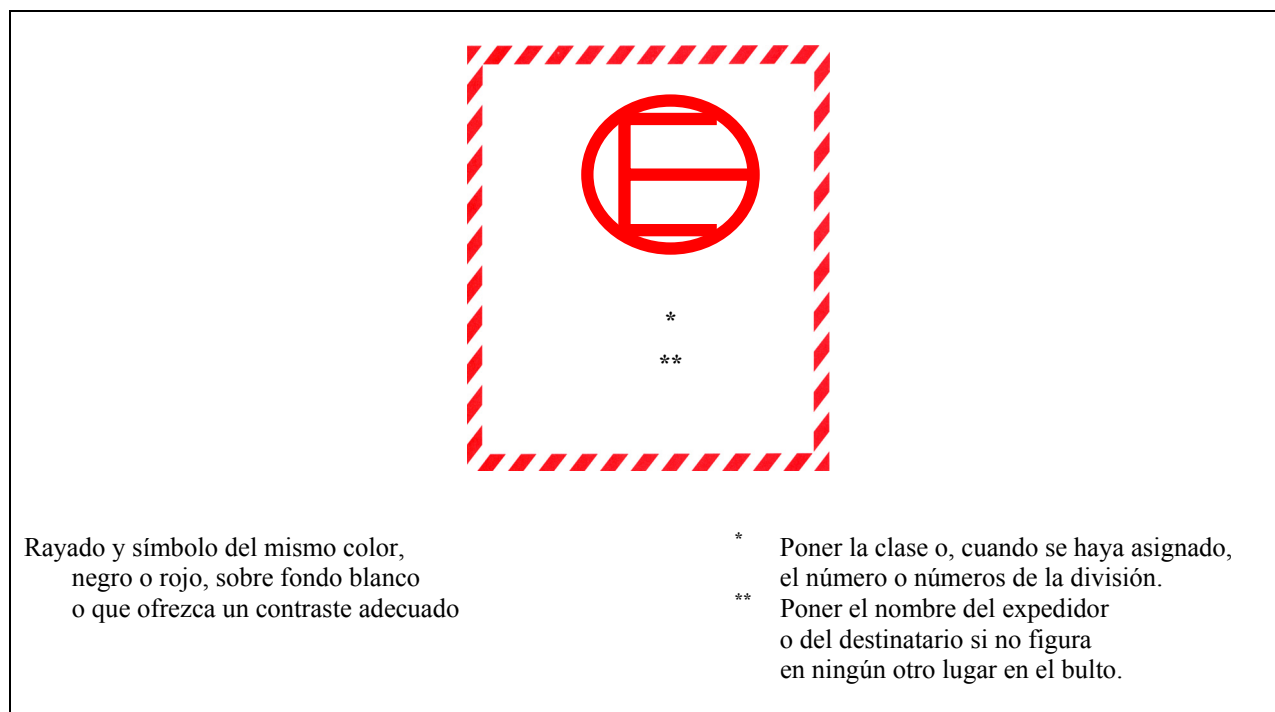 E
*
**
Rayado y símbolo del mismo color,
negro o rojo, sobre fondo blanco
o que ofrezca un contraste adecuado
* Poner la clase o, cuando se haya asignado,
el número o números de la división.
** Poner el nombre del expedidor
o del destinatario si no figura
en ningún otro lugar en el bulto.